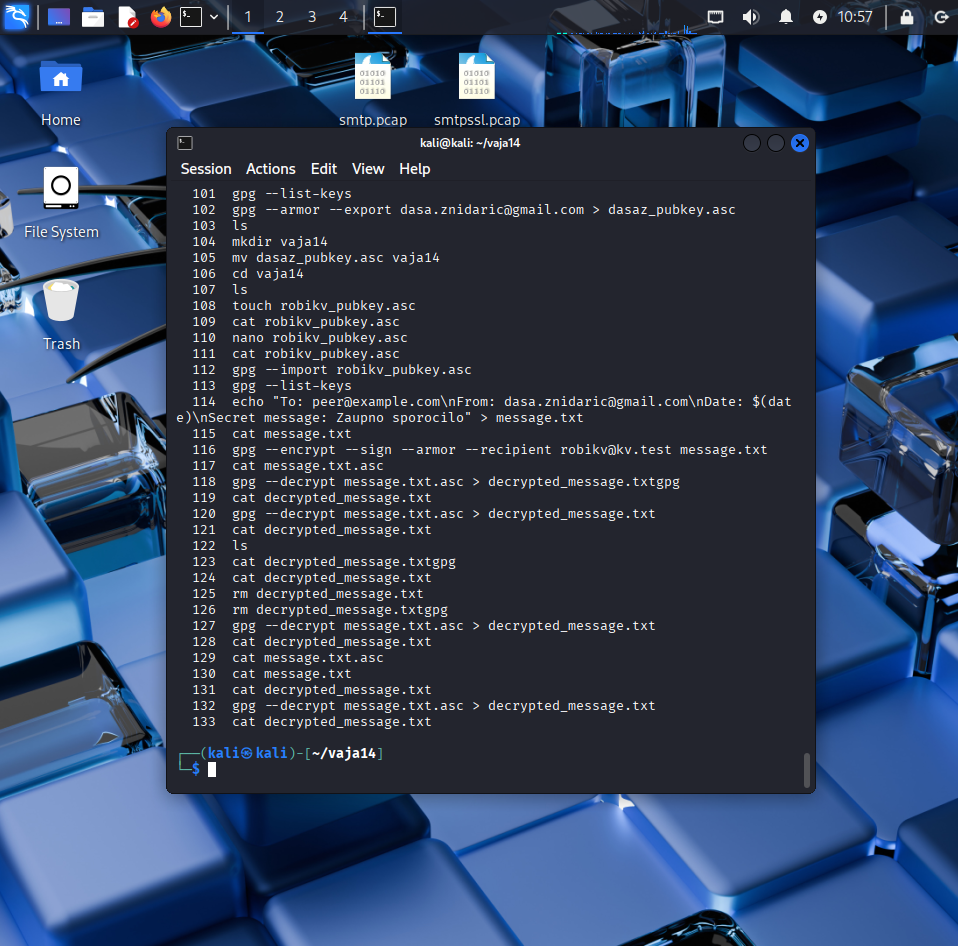 1 2 3 4 10:57
smtp.pcap smtpssl.pcap
Home
File System
Trash
kali@kali: ~/vaja14
Session Actions Edit View Help
101 gpg --list-keys
102 gpg --armor --export dasa.znidaric@gmail.com > dasaz_pubkey.asc
103 ls
104 mkdir vaja14
105 mv dasaz_pubkey.asc vaja14
106 cd vaja14
107 ls
108 touch robikv_pubkey.asc
109 cat robikv_pubkey.asc
110 nano robikv_pubkey.asc
111 cat robikv_pubkey.asc
112 gpg --import robikv_pubkey.asc
113 gpg --list-keys
114 echo "To: peer@example.com\nFrom: dasa.znidaric@gmail.com\nDate: $(dat
e)\nSecret message: Zaupno sporocilo" > message.txt
115 cat message.txt
116 gpg --encrypt --sign --armor --recipient robikv@kv.test message.txt
117 cat message.txt.asc
118 gpg --decrypt message.txt.asc > decrypted_message.txtgpg
119 cat decrypted_message.txt
120 gpg --decrypt message.txt.asc > decrypted_message.txt
121 cat decrypted_message.txt
122 ls
123 cat decrypted_message.txtgpg
124 cat decrypted_message.txt
125 rm decrypted_message.txt
126 rm decrypted_message.txtgpg
127 gpg --decrypt message.txt.asc > decrypted_message.txt
128 cat decrypted_message.txt
129 cat message.txt.asc
130 cat message.txt
131 cat decrypted_message.txt
132 gpg --decrypt message.txt.asc > decrypted_message.txt
133 cat decrypted_message.txt
┌──(kali㉿kali)-[~/vaja14]
└─$
01010
01101
01110
01010
01101
01110